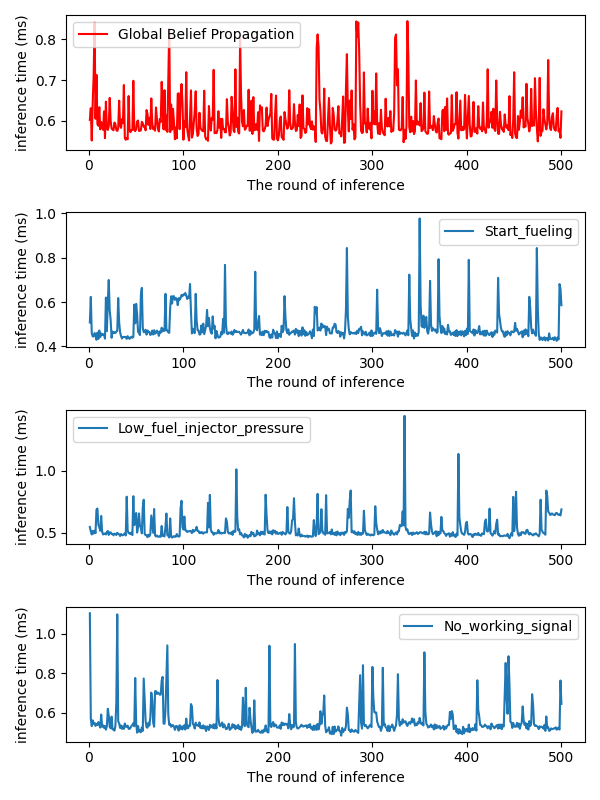 Global Belief Propagation
inference time (ms)
0.8
0.7
0.6
0 100 200 300 400 500
The round of inference
Start_fueling
inference time (ms)
1.0
0.8
0.6
0.4
0 100 200 300 400 500
The round of inference
Low_fuel_injector_pressure
inference time (ms)
1.0
0.5
0 100 200 300 400 500
The round of inference
No_working_signal
inference time (ms)
1.0
0.8
0.6
0 100 200 300 400 500
The round of inference